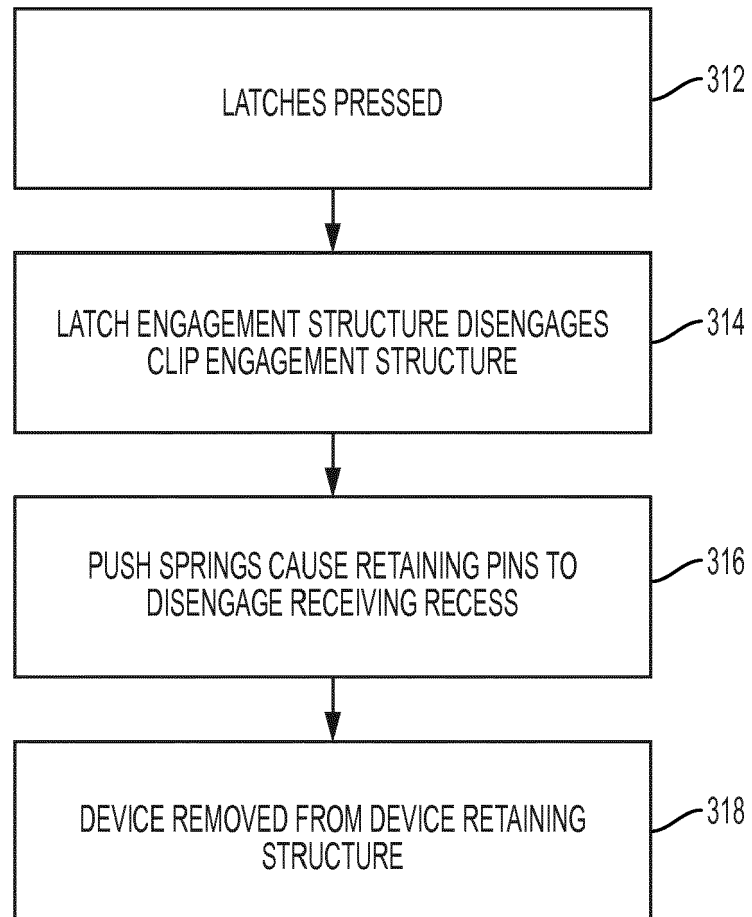 LATCHES PRESSED
312
LATCH ENGAGEMENT STRUCTURE DISENGAGES
CLIP ENGAGEMENT STRUCTURE
314
PUSH SPRINGS CAUSE RETAINING PINS TO
DISENGAGE RECEIVING RECESS
316
DEVICE REMOVED FROM DEVICE RETAINING
STRUCTURE
318